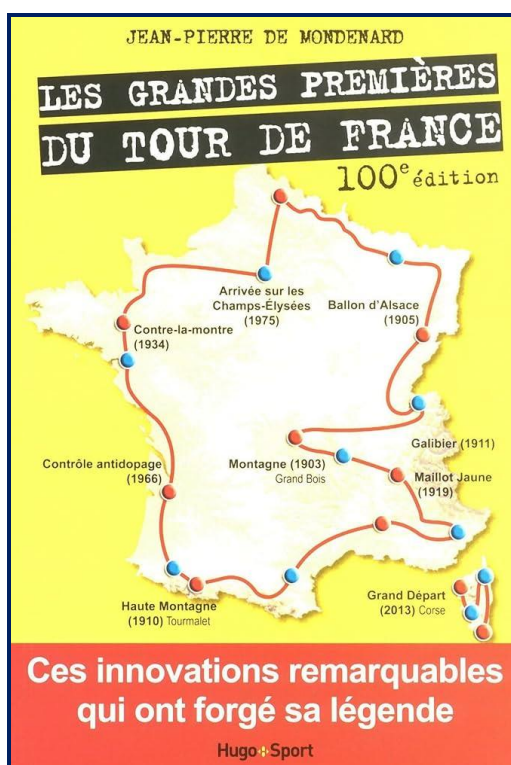 JEAN-PIERRE DE MONDENARD
LES GRANDES PREMIÈRES
DU TOUR DE FRANCE
100e édition
Arrivée sur les
Champs-Élysées
(1975)
Ballon d'Alsace
(1905)
Contre-la-montre
(1934)
Galibier (1911)
Contrôle antidopage
(1966)
Montagne (1903)
Grand Bois
Maillot Jaune
(1919)
Haute Montagne
(1910) Tourmalet
Grand Départ
(2013) Corse
Ces innovations remarquables
qui ont forgé sa légende
Hugo Sport